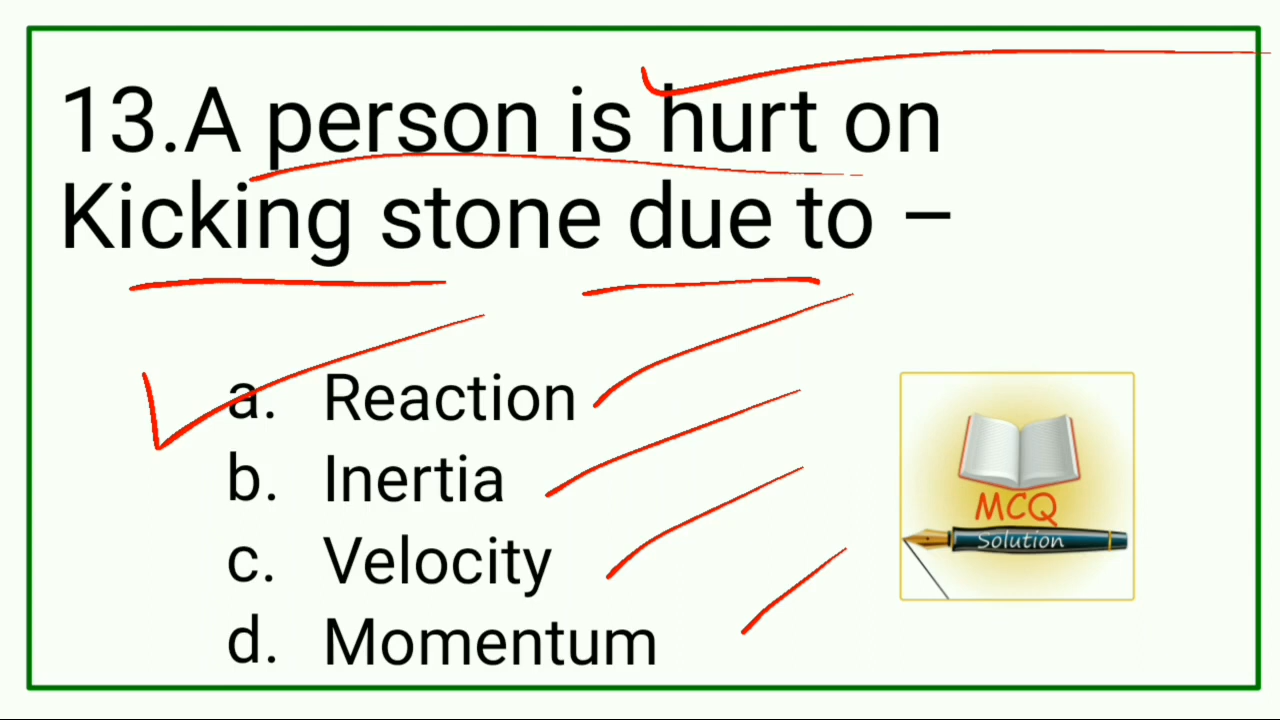 13.A person is hurt on
Kicking stone due to –
a. Reaction
b. Inertia
c. Velocity
d. Momentum
MCQ
Solution